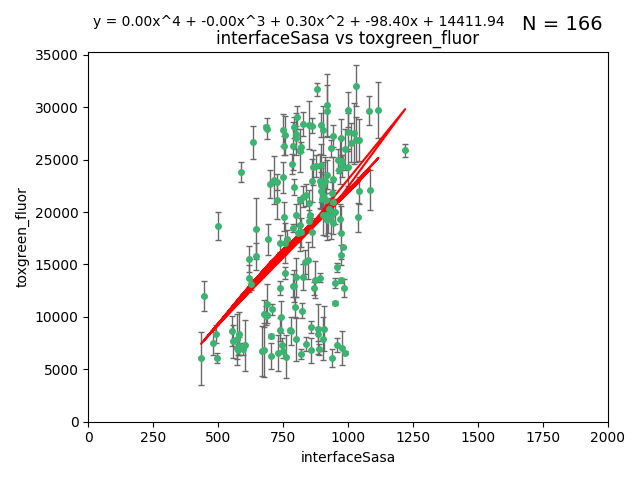 y = 0.00x^4 + -0.00x^3 + 0.30x^2 + -98.40x + 14411.94
N = 166
interfaceSasa vs toxgreen_fluor
35000
30000
25000
20000
15000
10000
5000
0
toxgreen_fluor
0 250 500 750 1000 1250 1500 1750 2000
interfaceSasa